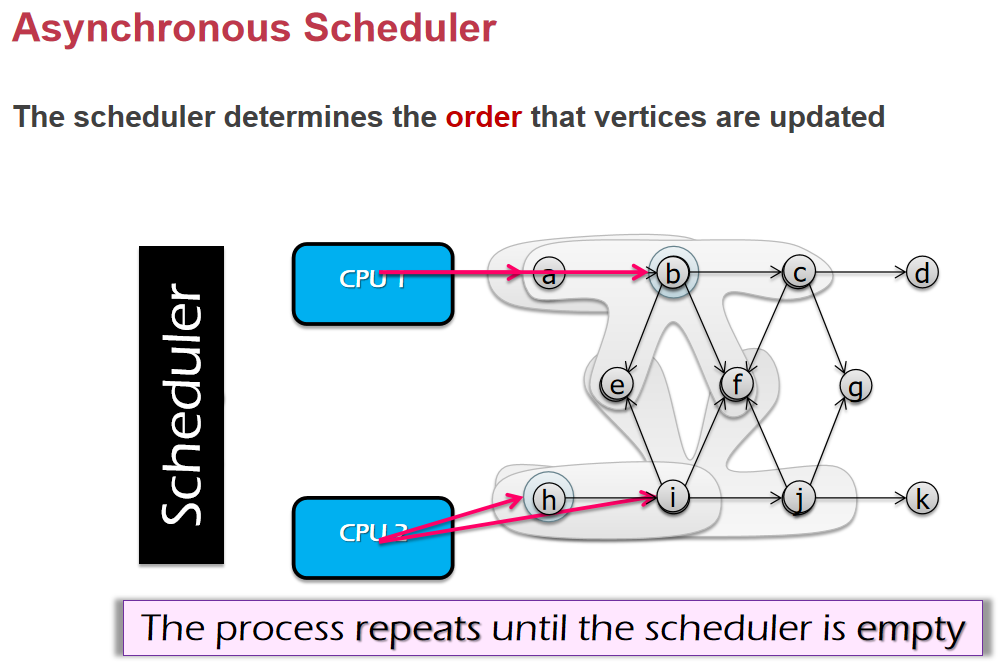 Asynchronous Scheduler
The scheduler determines the order that vertices are updated
Scheduler
CPU 1
a
b
c
d
e
f
g
CPU 2
h
i
j
k
The process repeats until the scheduler is empty